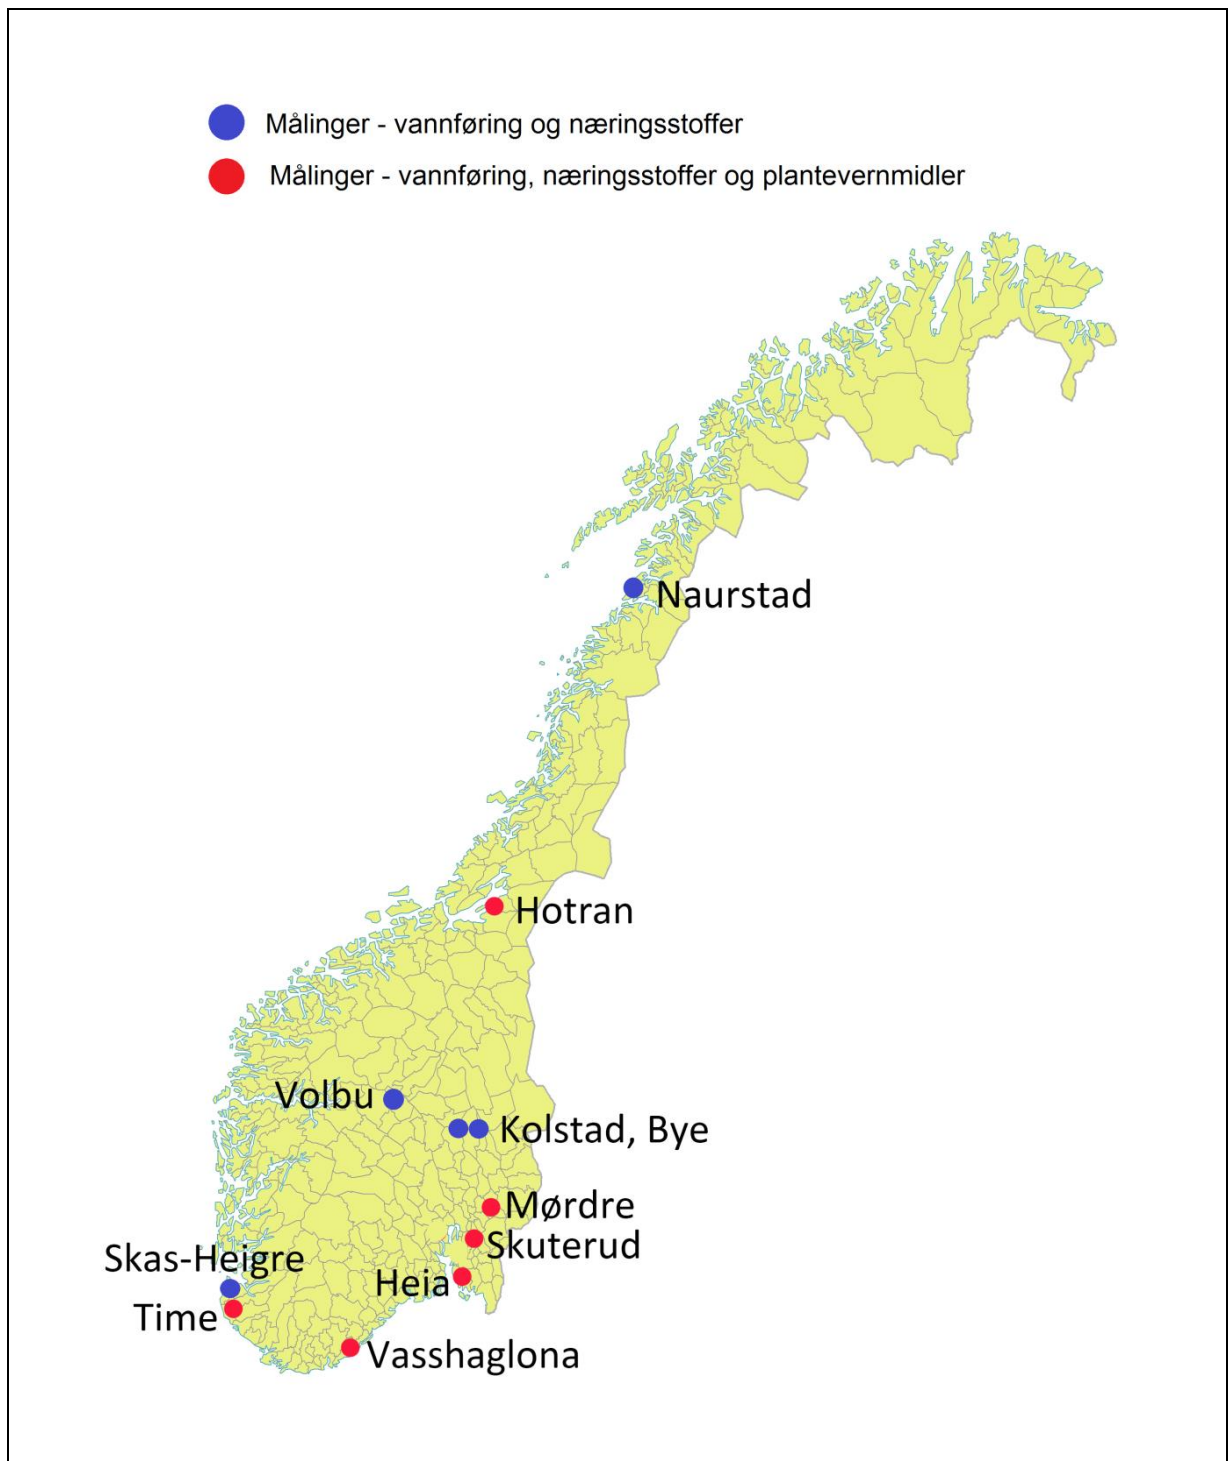 Målinger - vannføring og næringsstoffer
Målinger - vannføring, næringsstoffer og plantevernmidler
Naurstad
Hotran
Volbu
Kolstad, Bye
Mørdre
Skuterud
Skas-Heigre
Heia
Time
Vasshaglona